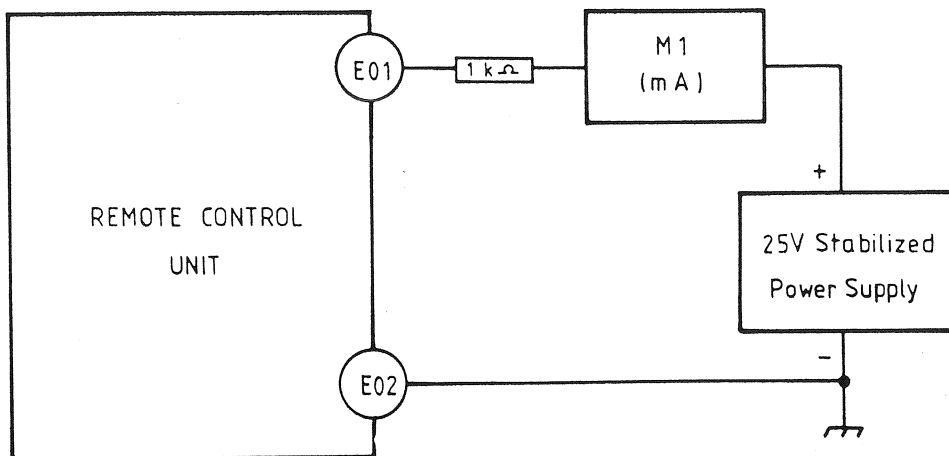 E01
1 kΩ
M1
(mA)
+
REMOTE CONTROL
UNIT
25V Stabilized
Power Supply
-
E02